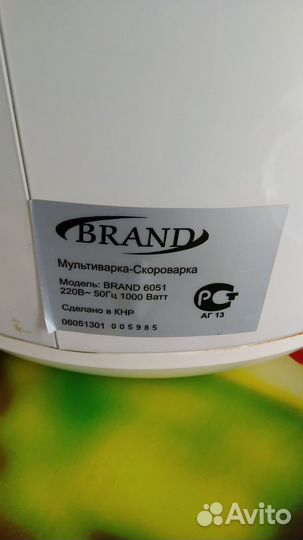 BRAND
Мультиварка-Скороварка
Модель: BRAND 6051
220В~ 50Гц 1000 Ватт
Сделано в КНР
06051301 005985
РСТ
АГ 13
Avito